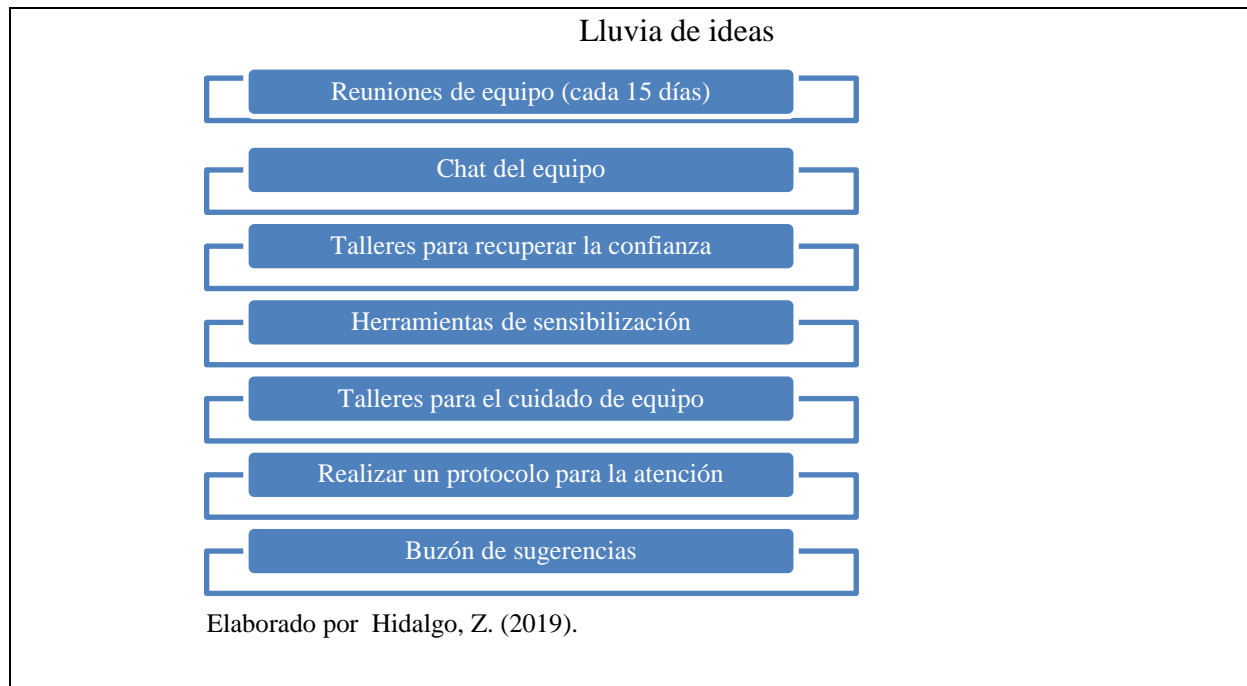 Lluvia de ideas
Reuniones de equipo (cada 15 días)
Chat del equipo
Talleres para recuperar la confianza
Herramientas de sensibilización
Talleres para el cuidado de equipo
Realizar un protocolo para la atención
Buzón de sugerencias
Elaborado por  Hidalgo, Z. (2019).